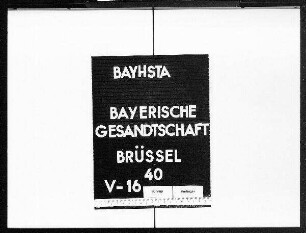 BAYHSTA
BAYERISCHE
GESANDTSCHAFT
BRÜSSEL
40
V-16